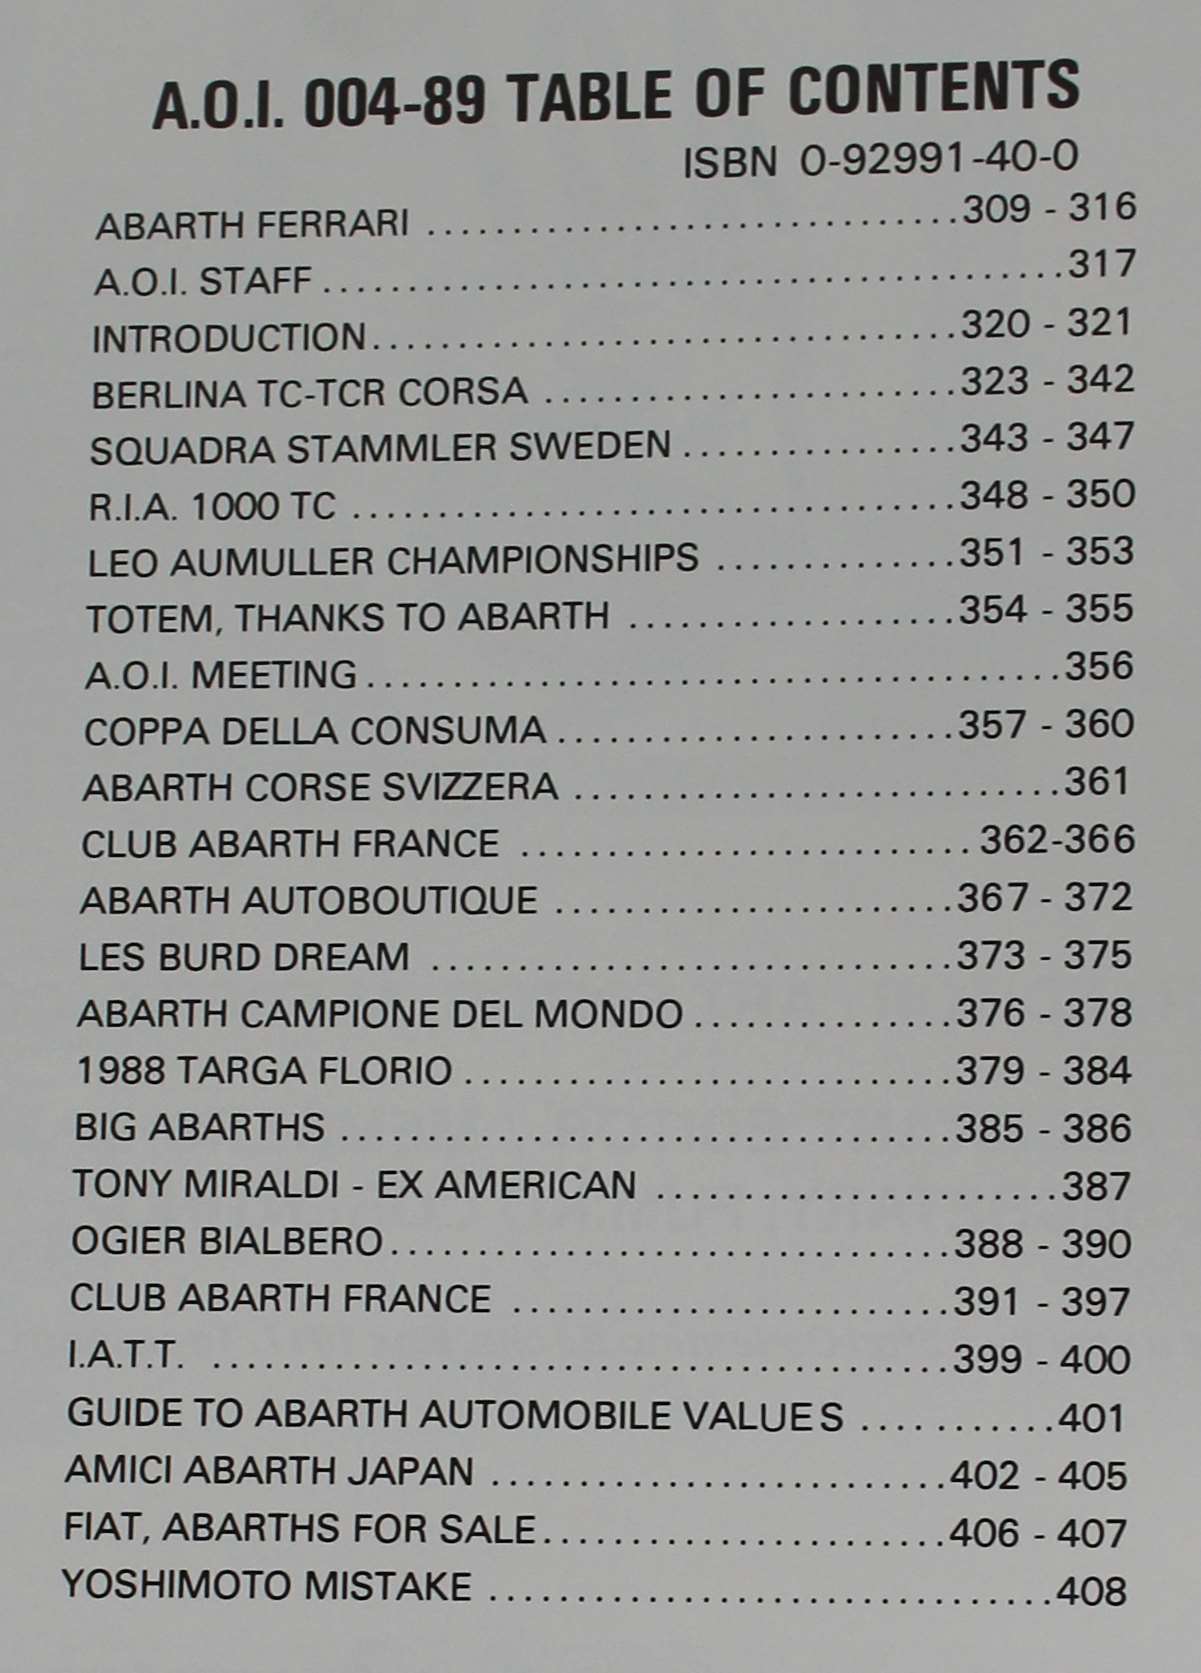 A.O.I. 004-89 TABLE OF CONTENTS
ISBN 0-92991-40-0
ABARTH FERRARI ................................309 - 316
A.O.I. STAFF ...........................................317
INTRODUCTION...................................320 - 321
BERLINA TC-TCR CORSA ........................323 - 342
SQUADRA STAMMLER SWEDEN ................343 - 347
R.I.A. 1000 TC ...................................348 - 350
LEO AUMULLER CHAMPIONSHIPS ..............351 - 353
TOTEM, THANKS TO ABARTH ...................354 - 355
A.O.I. MEETING.........................................356
COPPA DELLA CONSUMA.......................357 - 360
ABARTH CORSE SVIZZERA .............................361
CLUB ABARTH FRANCE .......................... 362-366
ABARTH AUTOBOUTIQUE .......................367 - 372
LES BURD DREAM ..............................373 - 375
ABARTH CAMPIONE DEL MONDO...............376 - 378
1988 TARGA FLORIO............................379 - 384
BIG ABARTHS ...................................385 - 386
TONY MIRALDI - EX AMERICAN ........................387
OGIER BIALBERO.................................388 - 390
CLUB ABARTH FRANCE .........................391 - 397
I.A.T.T. ..........................................399 - 400
GUIDE TO ABARTH AUTOMOBILE VALUES ...........401
AMICI ABARTH JAPAN ..........................402 - 405
FIAT, ABARTHS FOR SALE.......................406 - 407
YOSHIMOTO MISTAKE .................................408